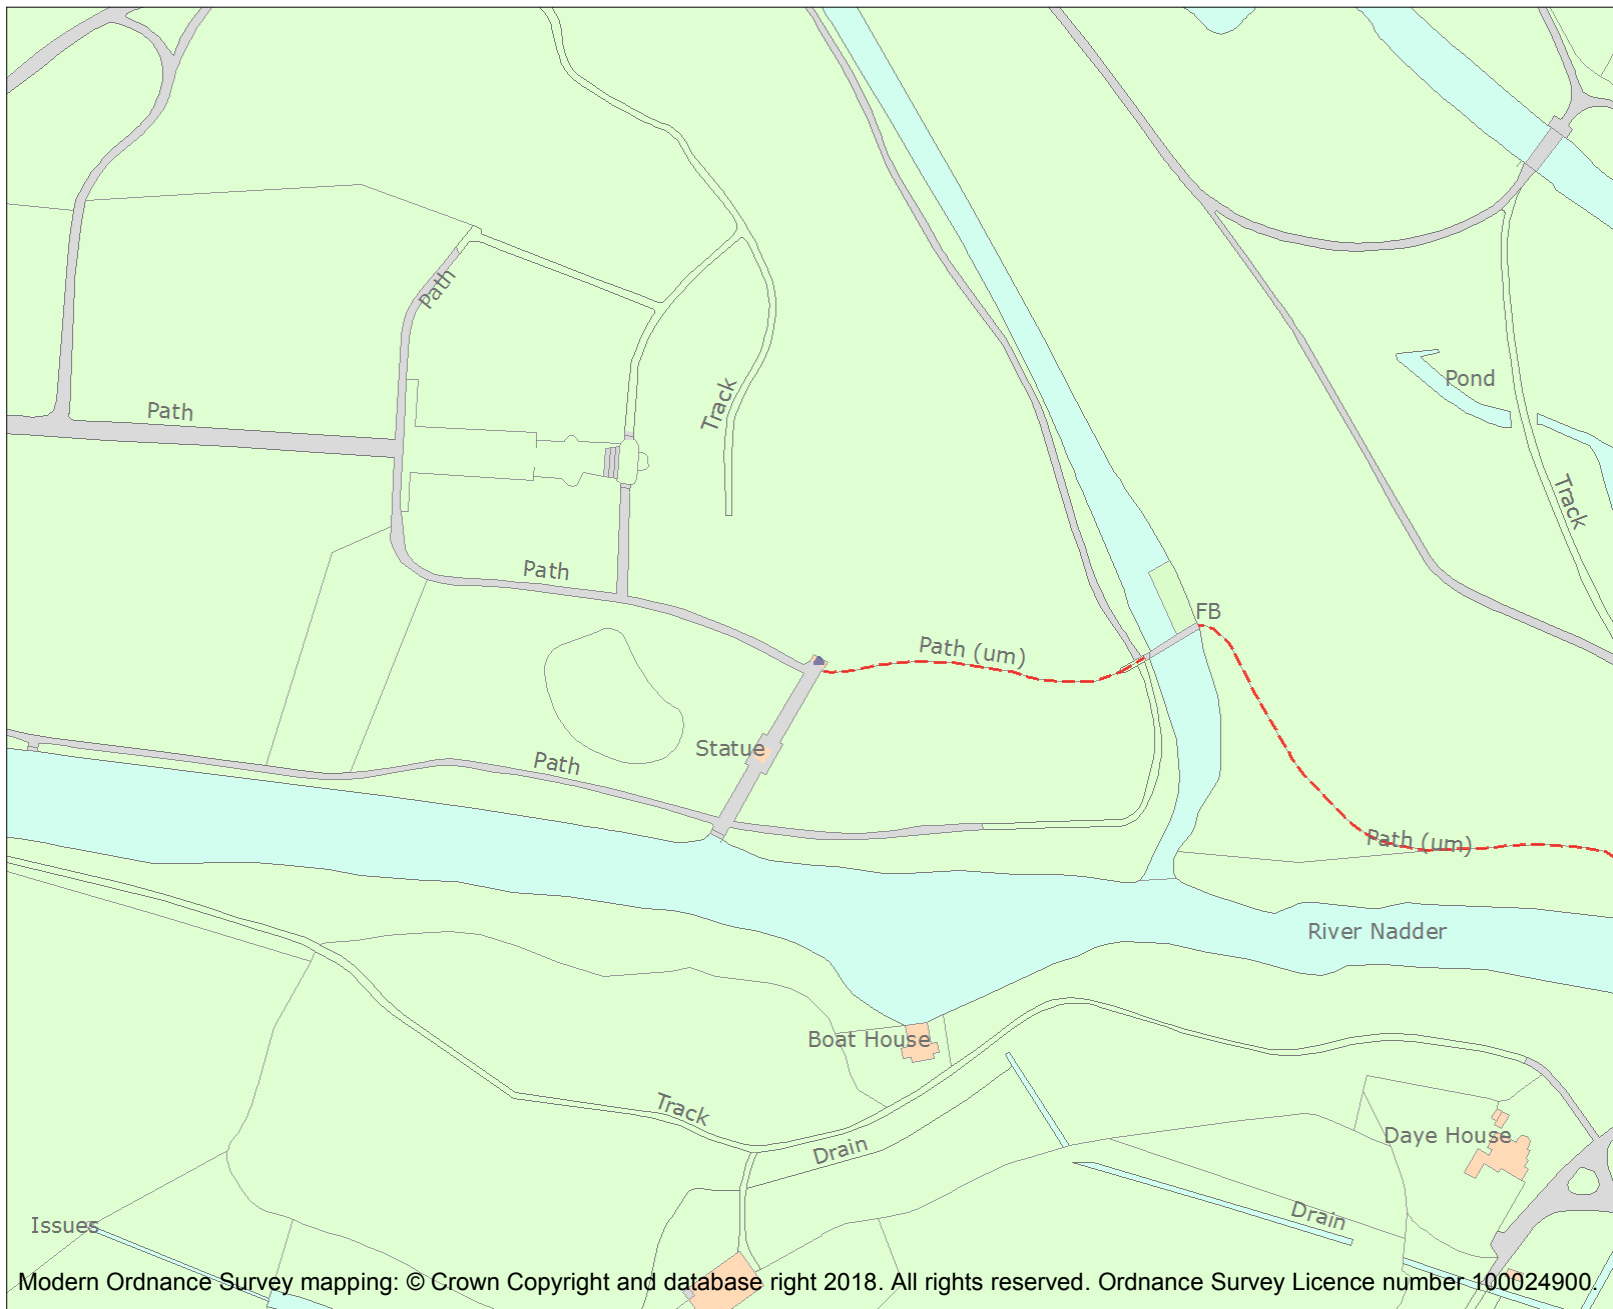 Path
Pond
Track
Path
Track
Path
FB
Path (um)
Statue
Path
Path (um)
River Nadder
Boat House
Track
Daye House
Drain
Drain
Issues
Modern Ordnance Survey mapping: © Crown Copyright and database right 2018. All rights reserved. Ordnance Survey Licence number 100024900.